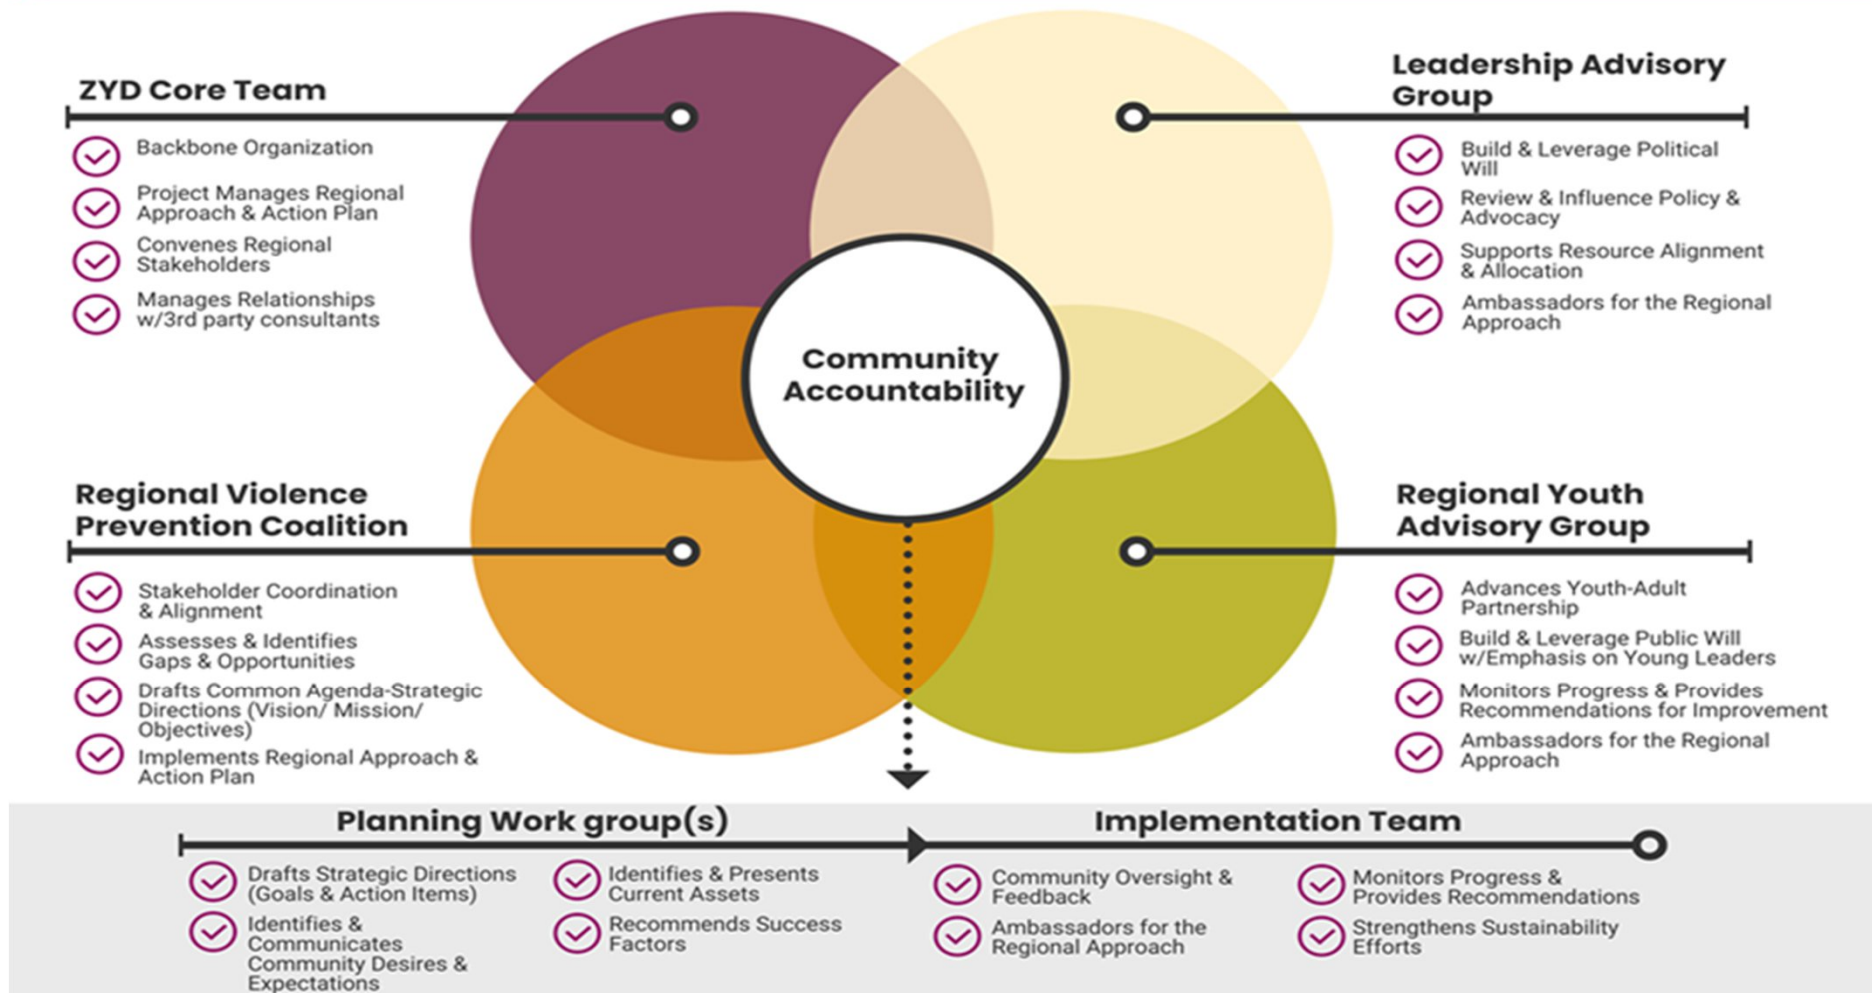 ZYD Core Team
Backbone Organization
Project Manages Regional
Approach & Action Plan
Convenes Regional
Stakeholders
Manages Relationships
w/3rd party consultants
Leadership Advisory
Group
Build & Leverage Political
Will
Review & Influence Policy &
Advocacy
Supports Resource Alignment
& Allocation
Ambassadors for the Regional
Approach
Community
Accountability
Regional Violence
Prevention Coalition
Stakeholder Coordination
& Alignment
Assesses & Identifies
Gaps & Opportunities
Drafts Common Agenda-Strategic
Directions (Vision/ Mission/
Objectives)
Implements Regional Approach &
Action Plan
Regional Youth
Advisory Group
Advances Youth-Adult
Partnership
Build & Leverage Public Will
w/Emphasis on Young Leaders
Monitors Progress & Provides
Recommendations for Improvement
Ambassadors for the Regional
Approach
Planning Work group(s)
Drafts Strategic Directions
(Goals & Action Items)
Identifies &
Communicates
Community Desires &
Expectations
Identifies & Presents
Current Assets
Recommends Success
Factors
Implementation Team
Community Oversight &
Feedback
Ambassadors for the
Regional Approach
Monitors Progress &
Provides Recommendations
Strengthens Sustainability
Efforts